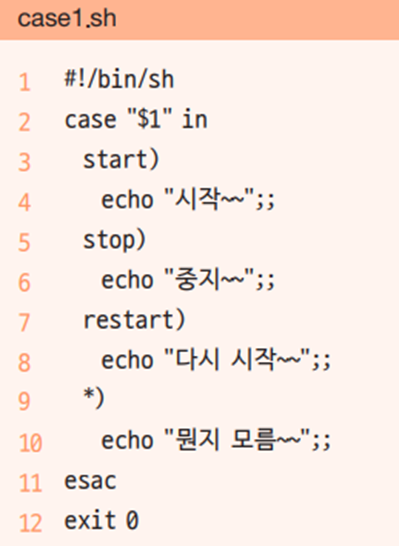 case1.sh
1 #!/bin/sh
2 case "$1" in
3 start)
4 echo "시작~~";;
5 stop)
6 echo "중지~~";;
7 restart)
8 echo "다시 시작~~";;
9 *)
10 echo "뭔지 모름~~";;
11 esac
12 exit 0